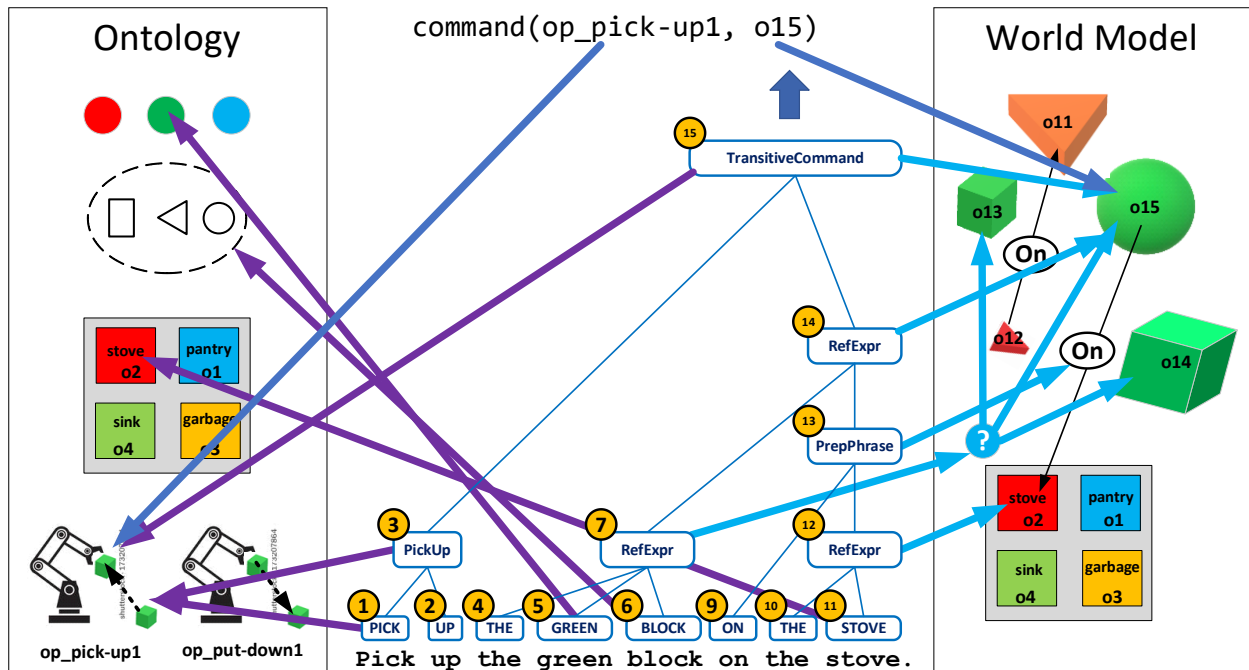 Ontology
command(op_pick-up1, o15)
World Model
15
TransitiveCommand
o11
o13
o15
On
14
RefExpr
o12
On
o14
stove
o2
pantry
o1
sink
o4
garbage
o3
13
PrepPhrase
?
stove
o2
pantry
o1
sink
o4
garbage
o3
3
PickUp
7
RefExpr
12
RefExpr
207864
1
PICK
2
UP
4
THE
5
GREEN
6
BLOCK
9
ON
10
THE
11
STOVE
op_pick-up1
op_put-down1
Pick up the green block on the stove.